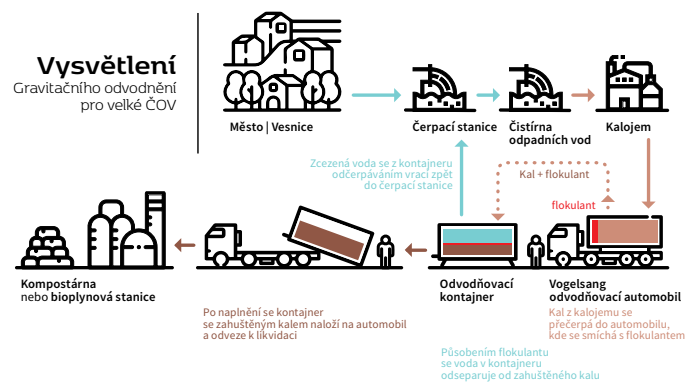 Vysvětlení
Gravitačního odvodnění
pro velké ČOV
Město | Vesnice
Čerpací stanice
Čistírna
odpadních vod
Kalojem
Zcezená voda se z kontajneru
odčerpáváním vrací zpět
do čerpací stanice
Kal + flokulant
flokulant
Kompostárna
nebo bioplynová stanice
Odvodňovací
kontajner
Vogelsang
odvodňovací automobil
Po naplnění se kontajner
se zahuštěným kalem naloží na automobil
a odveze k likvidaci
Kal z kalojemu se
přečerpá do automobilu,
kde se smíchá s flokulantem
Působením flokulantu
se voda v kontajneru
odseparuje od zahuštěného kalu